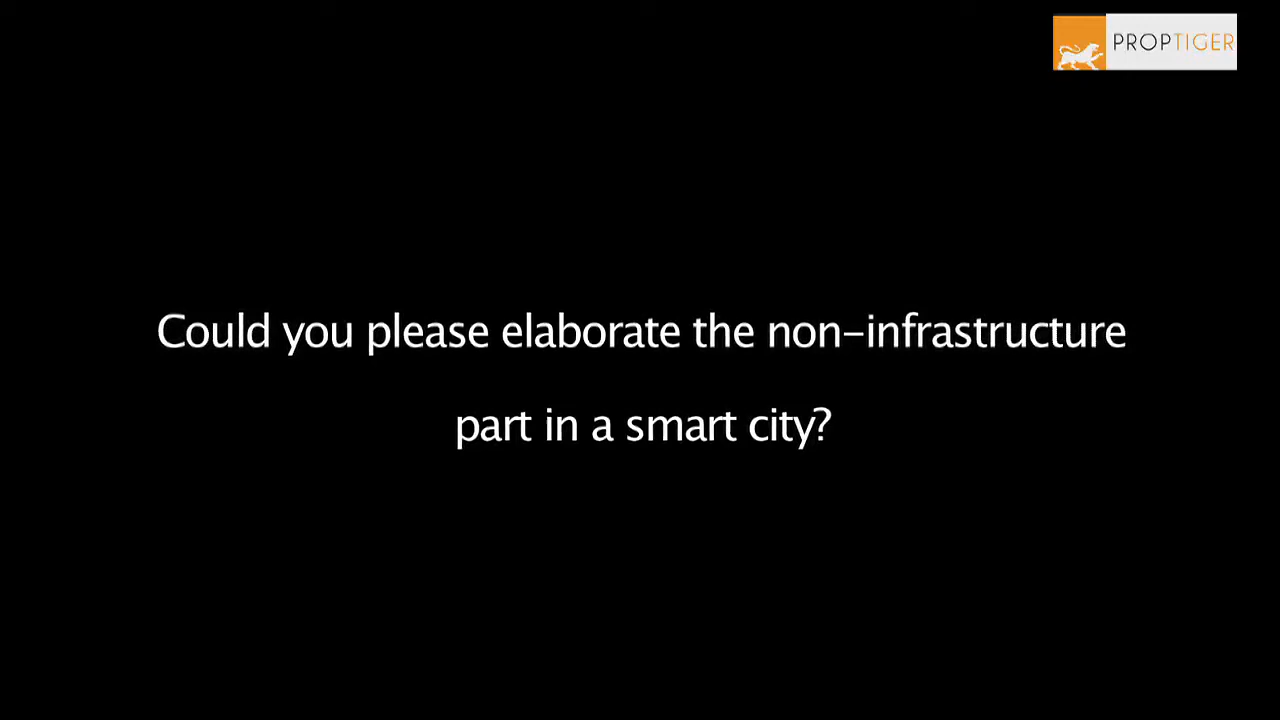 PROPTIGER
Could you please elaborate the non-infrastructure
part in a smart city?